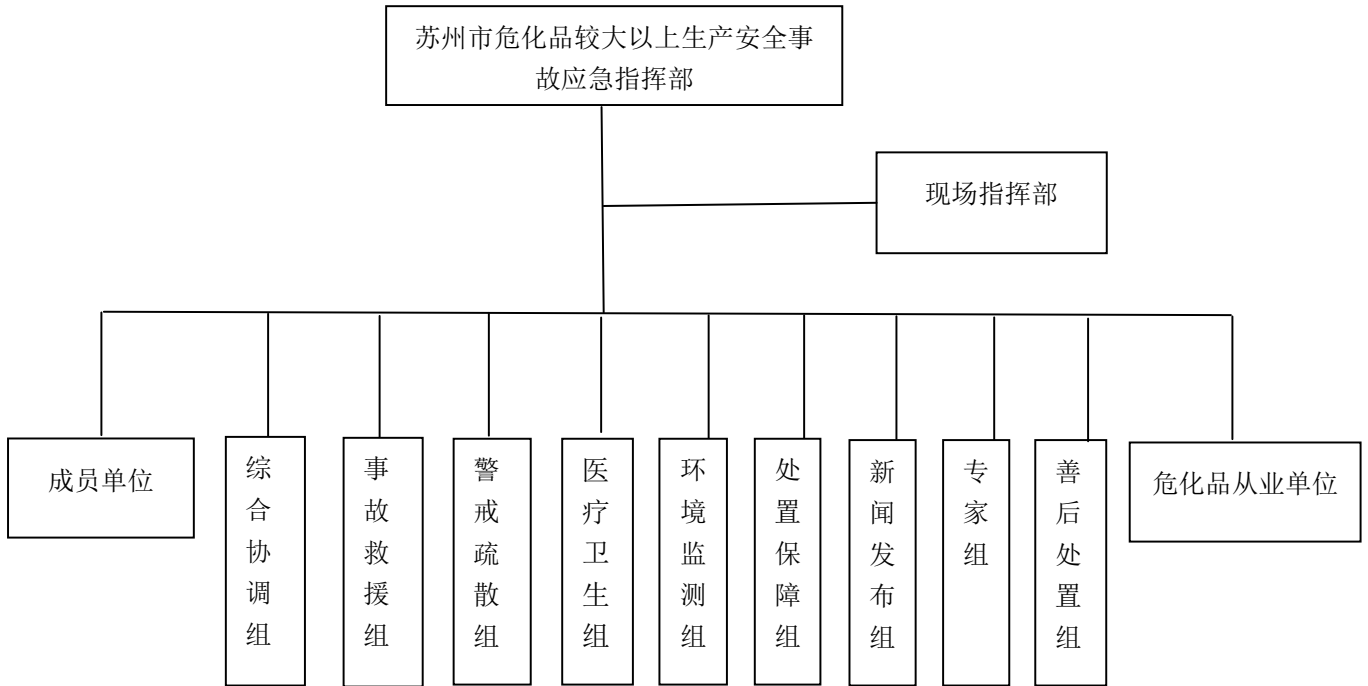 苏州市危化品较大以上生产安全事
故应急指挥部
现场指挥部
成员单位
综合协调组
事故救援组
警戒疏散组
医疗卫生组
环境监测组
处置保障组
新闻发布组
专家组
善后处置组
危化品从业单位